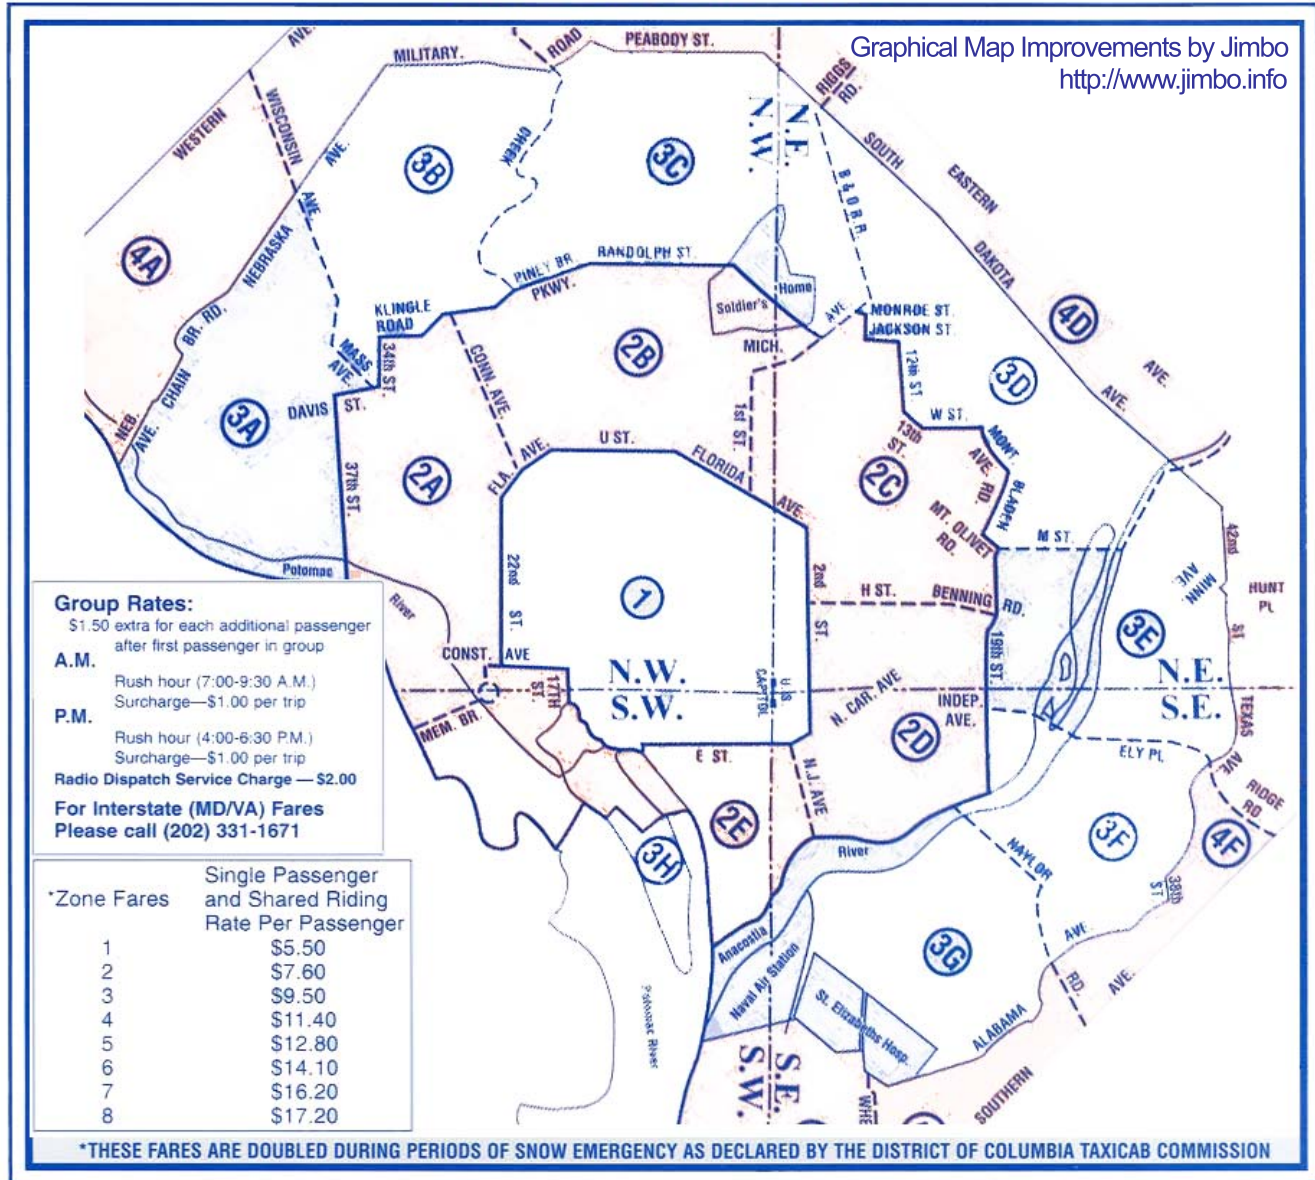 Graphical Map Improvements by Jimbo
http://www.jimbo.info
AVE.
MILITARY.
ROAD
PEABODY ST.
RIGGS
RD.
WESTERN
WISCONSIN
AVE.
AVE.
CREEK
N.W.
N.E.
SOUTH
EASTERN
DAKOTA
AVE.
AVE.
3B
3C
B & O R.R.
4A
NEBRASKA
PINEY BR.
PKWY.
RANDOLPH ST.
Soldier's
Home
KLINGLE
ROAD
MICH.
AVE.
MONROE ST.
JACKSON ST.
4D
BR. RD.
CHAIN
MASS
AVE.
34th ST.
CONN. AVE.
2B
12th ST.
3D
NEB.
AVE.
3A
DAVIS
ST.
1st ST.
W ST.
MONT.
AVE. RD.
BLADEN
13th
ST.
FLA.
AVE.
U ST.
FLORIDA
AVE.
2A
2C
37th ST.
MT. OLIVET
RD.
M ST.
42nd
ST.
Potomac
River
22nd
ST.
1
2nd
ST.
H ST.
BENNING
RD.
MINN.
AVE.
HUNT
PL
3E
19th ST.
CONST.
AVE
17TH
ST.
N.W.
S.W.
U S
CAPITOL
N. CAR. AVE
INDEP.
AVE.
N.E.
S.E.
TEXAS
AVE
MEM. BR.
E ST.
N.J. AVE
2D
ELY PL
RIDGE
RD
2E
3H
River
NAYLOR
RD.
3F
4F
38th
ST
Anacostia
Naval Air Station
St. Elizabeths Hosp.
3G
AVE.
ALABAMA
AVE.
SOUTHERN
Potomac River
S.W.
S.E.
WHE
Group Rates:
$1.50 extra for each additional passenger
after first passenger in group
A.M.
Rush hour (7:00-9:30 A.M.)
Surcharge—$1.00 per trip
P.M.
Rush hour (4:00-6:30 P.M.)
Surcharge—$1.00 per trip
Radio Dispatch Service Charge — $2.00
For Interstate (MD/VA) Fares
Please call (202) 331-1671
*Zone Fares
Single Passenger
and Shared Riding
Rate Per Passenger
1 $5.50
2 $7.60
3 $9.50
4 $11.40
5 $12.80
6 $14.10
7 $16.20
8 $17.20
*THESE FARES ARE DOUBLED DURING PERIODS OF SNOW EMERGENCY AS DECLARED BY THE DISTRICT OF COLUMBIA TAXICAB COMMISSION